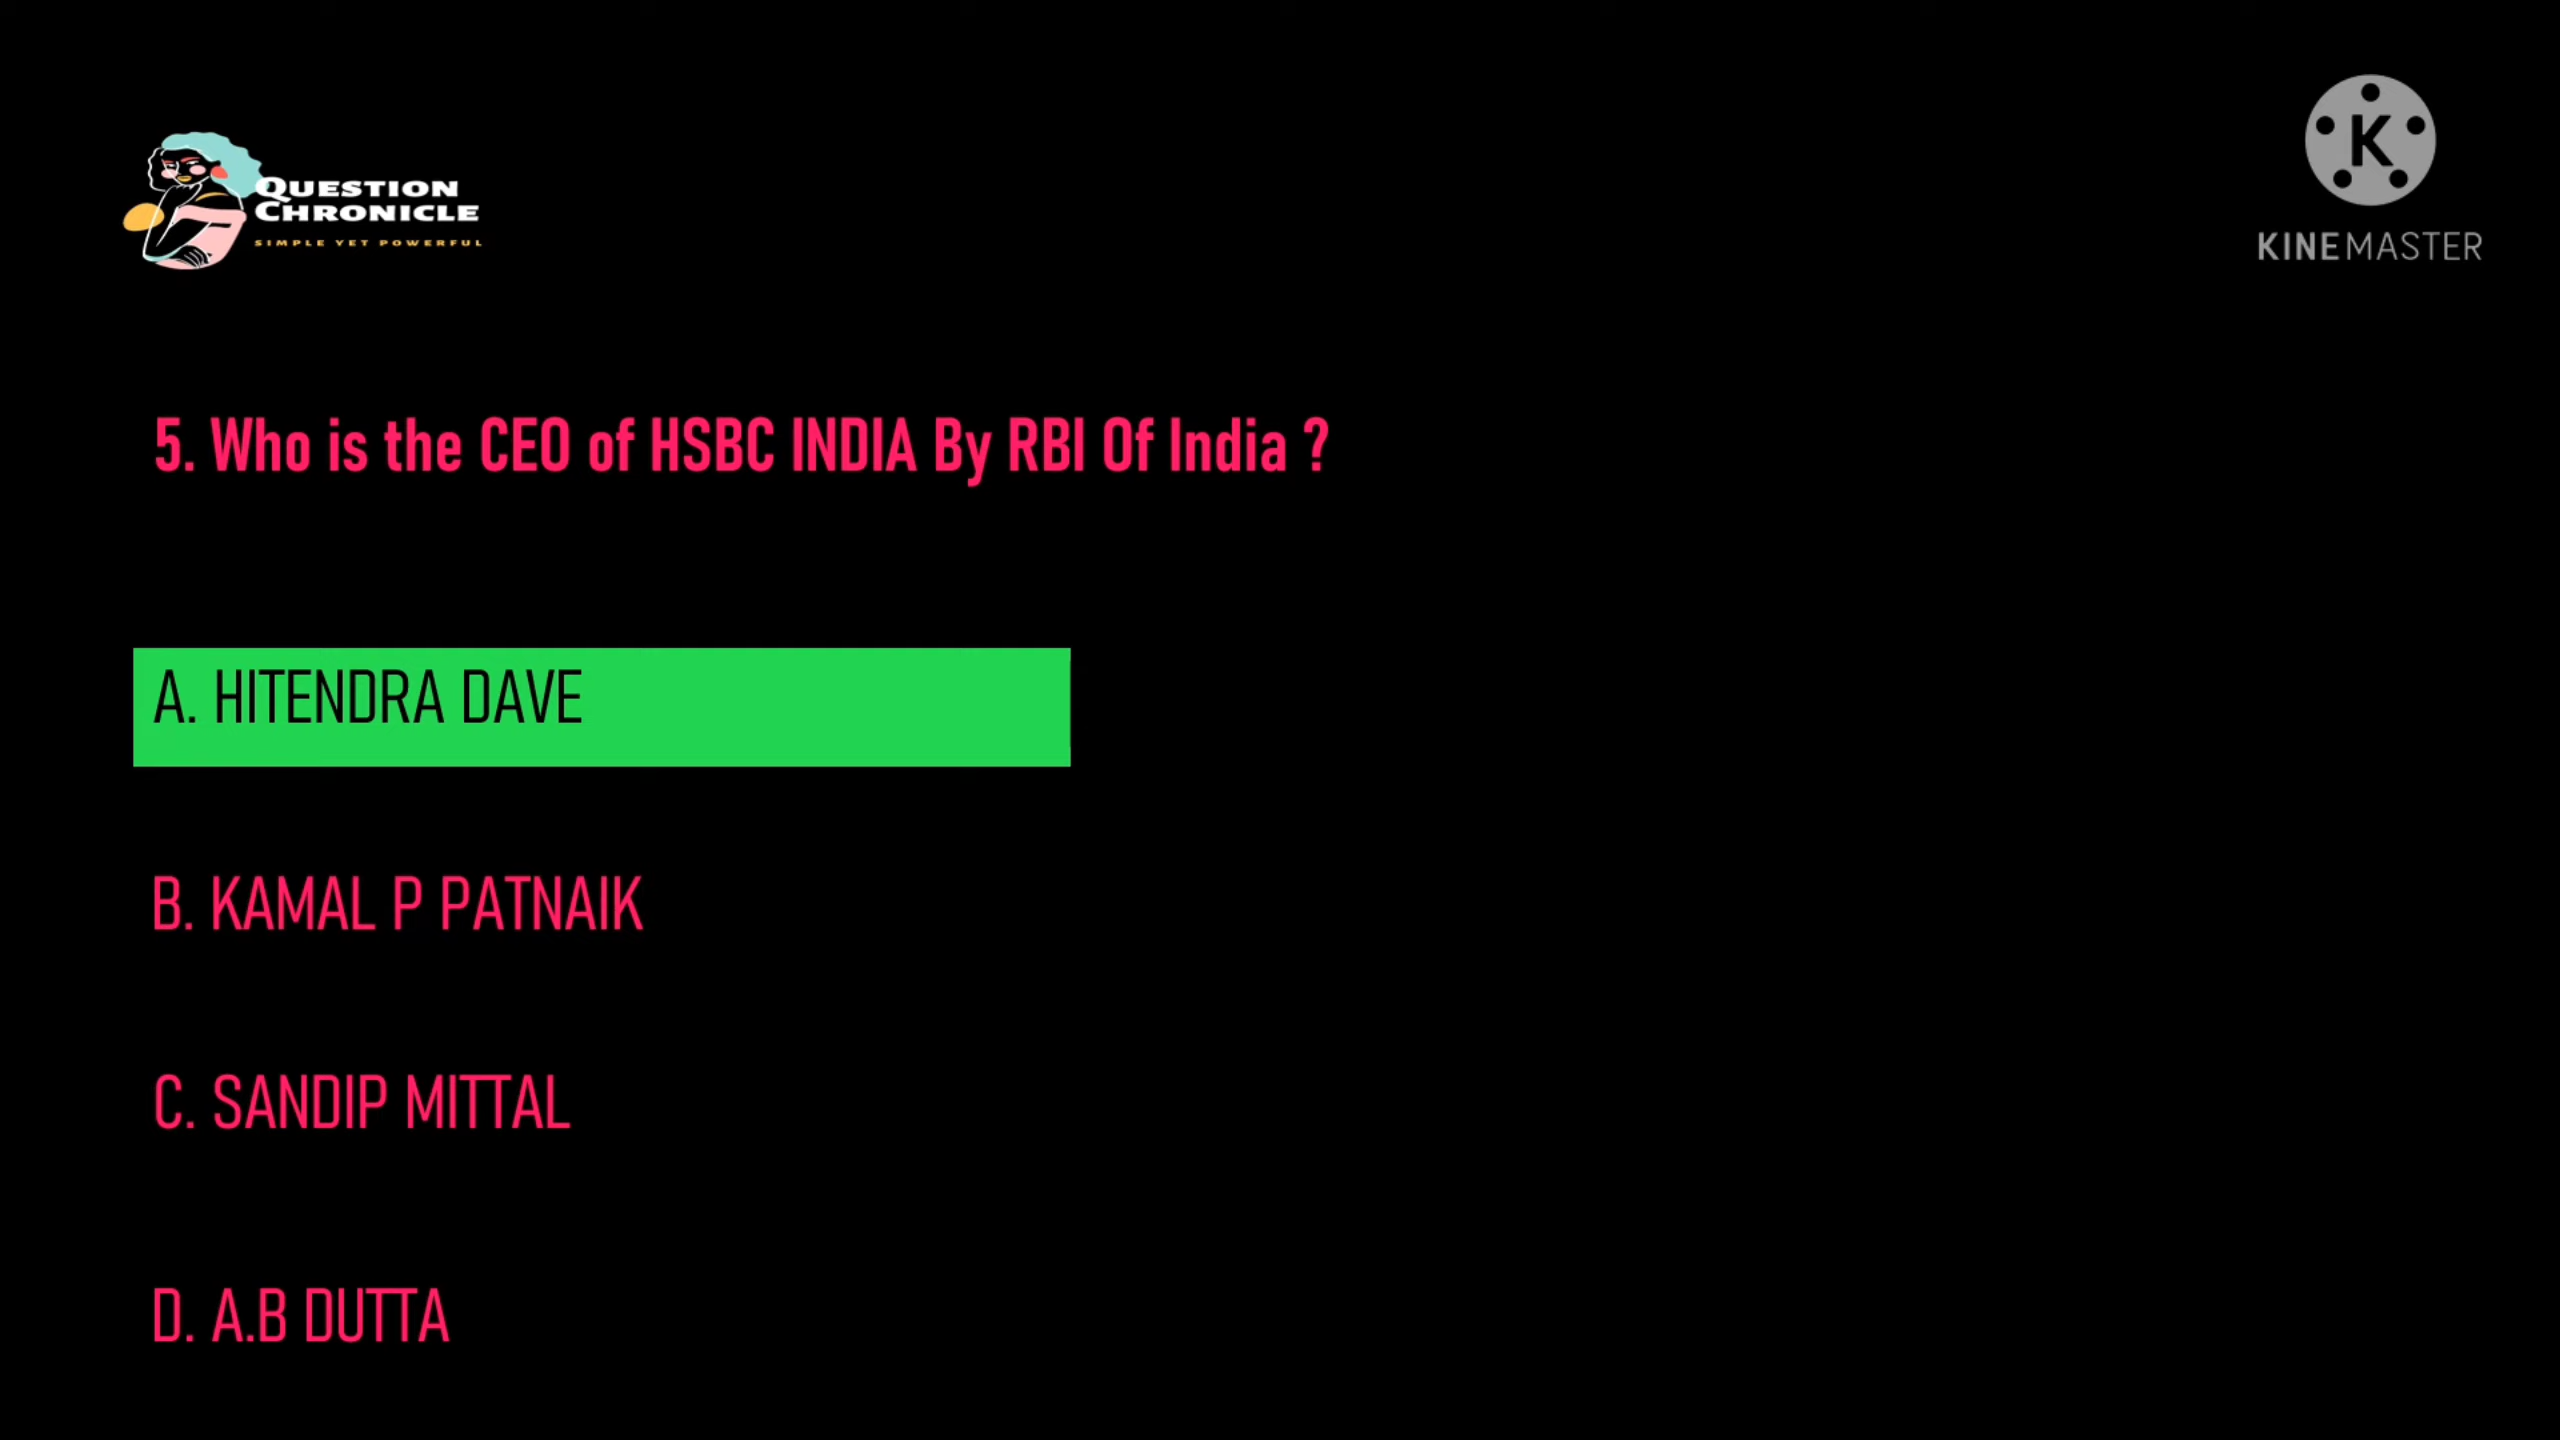 QUESTION
CHRONICLE
SIMPLE YET POWERFUL
K
KINEMASTER
5. Who is the CEO of HSBC INDIA By RBI Of India ?
A. HITENDRA DAVE
B. KAMAL P PATNAIK
C. SANDIP MITTAL
D. A.B DUTTA